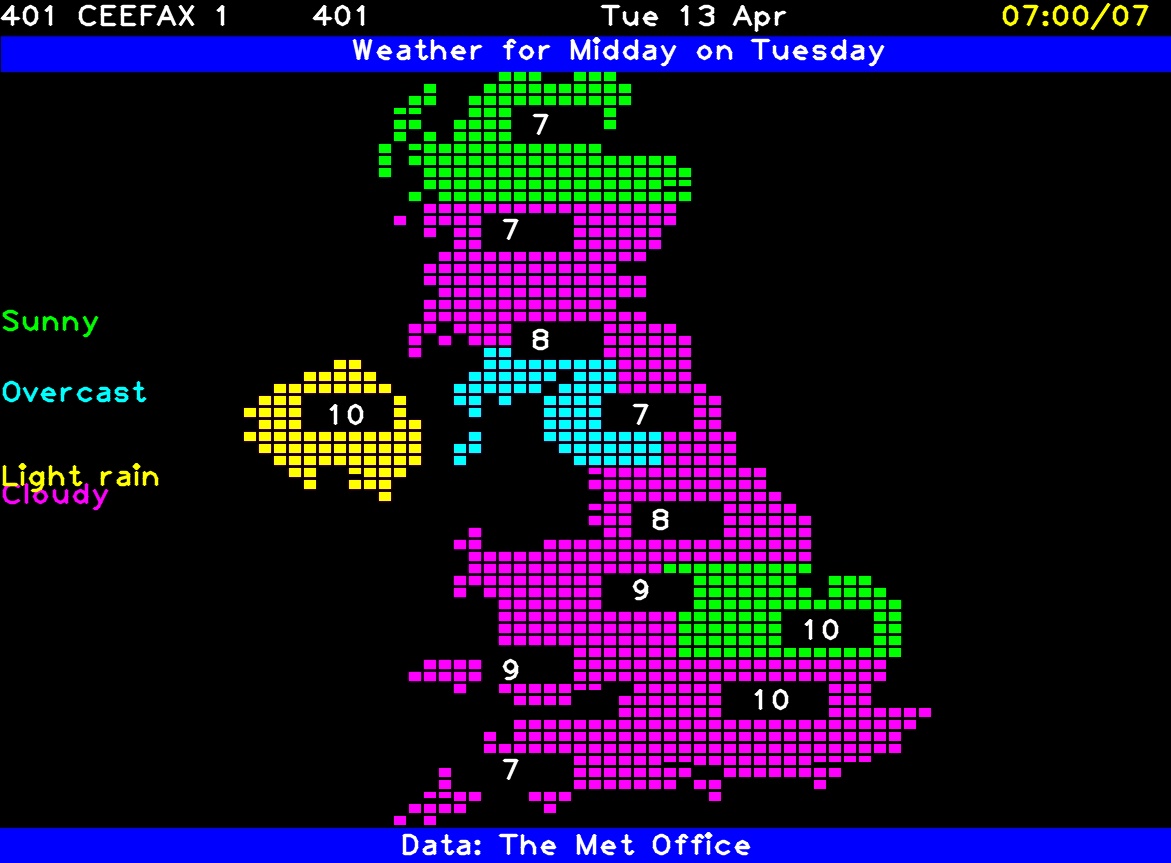 401 CEEFAX 1 401 Tue 13 Apr 07:00/07
Weather for Midday on Tuesday
7
7
Sunny
8
Overcast
10 7
Light rain
Cloudy
8
9
10
9
10
7
Data: The Met Office